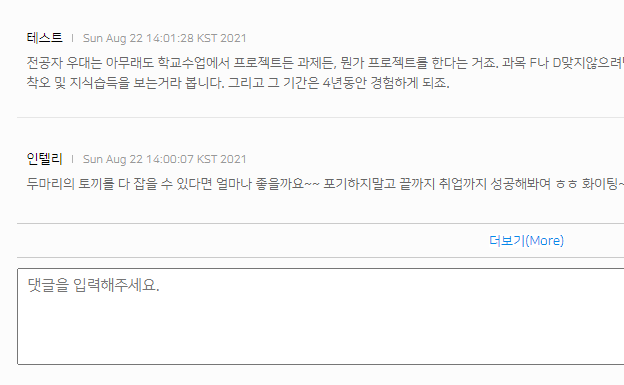 테스트 | Sun Aug 22 14:01:28 KST 2021
전공자 우대는 아무래도 학교수업에서 프로젝트든 과제든, 뭔가 프로젝트를 한다는 거죠. 과목 F나 D맞지않으려
착오 및 지식습득을 보는거라 봅니다. 그리고 그 기간은 4년동안 경험하게 되죠.
인텔리 | Sun Aug 22 14:00:07 KST 2021
두마리의 토끼를 다 잡을 수 있다면 얼마나 좋을까요~~ 포기하지말고 끝까지 취업까지 성공해봐여 ㅎㅎ 화이팅~
더보기(More)
댓글을 입력해주세요.